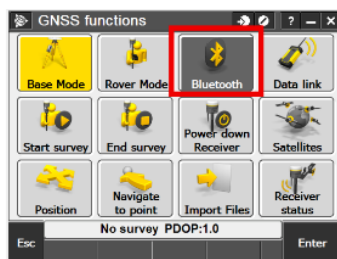 GNSS functions ? – x
Base Mode Rover Mode Bluetooth Data link
Start survey End survey Power down Receiver Satellites
Position Navigate to point Import Files Receiver status
No survey PDOP:1.0
Esc Enter